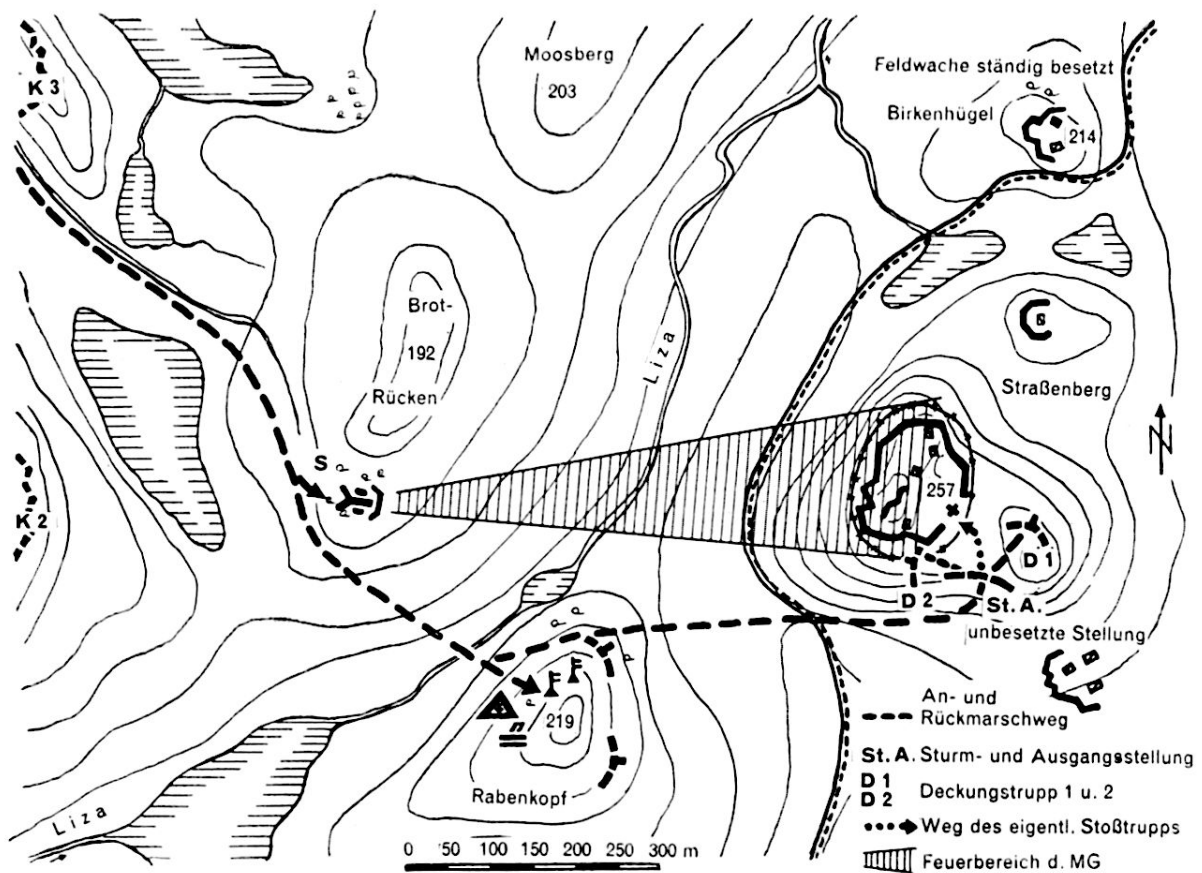 Moosberg
203
Feldwache ständig besetzt
Birkenhügel
214
K 3
Brot-
192
Rücken
Liza
Straßenberg
N
S
257
K 2
D 1
D 2
St. A.
unbesetzte Stellung
219
Rabenkopf
Liza
An- und
Rückmarschweg
St. A. Sturm- und Ausgangsstellung
D 1
D 2
Deckungstrupp 1 u. 2
Weg des eigentl. Stoßtrupps
Feuerbereich d. MG
0 50 100 150 200 250 300 m